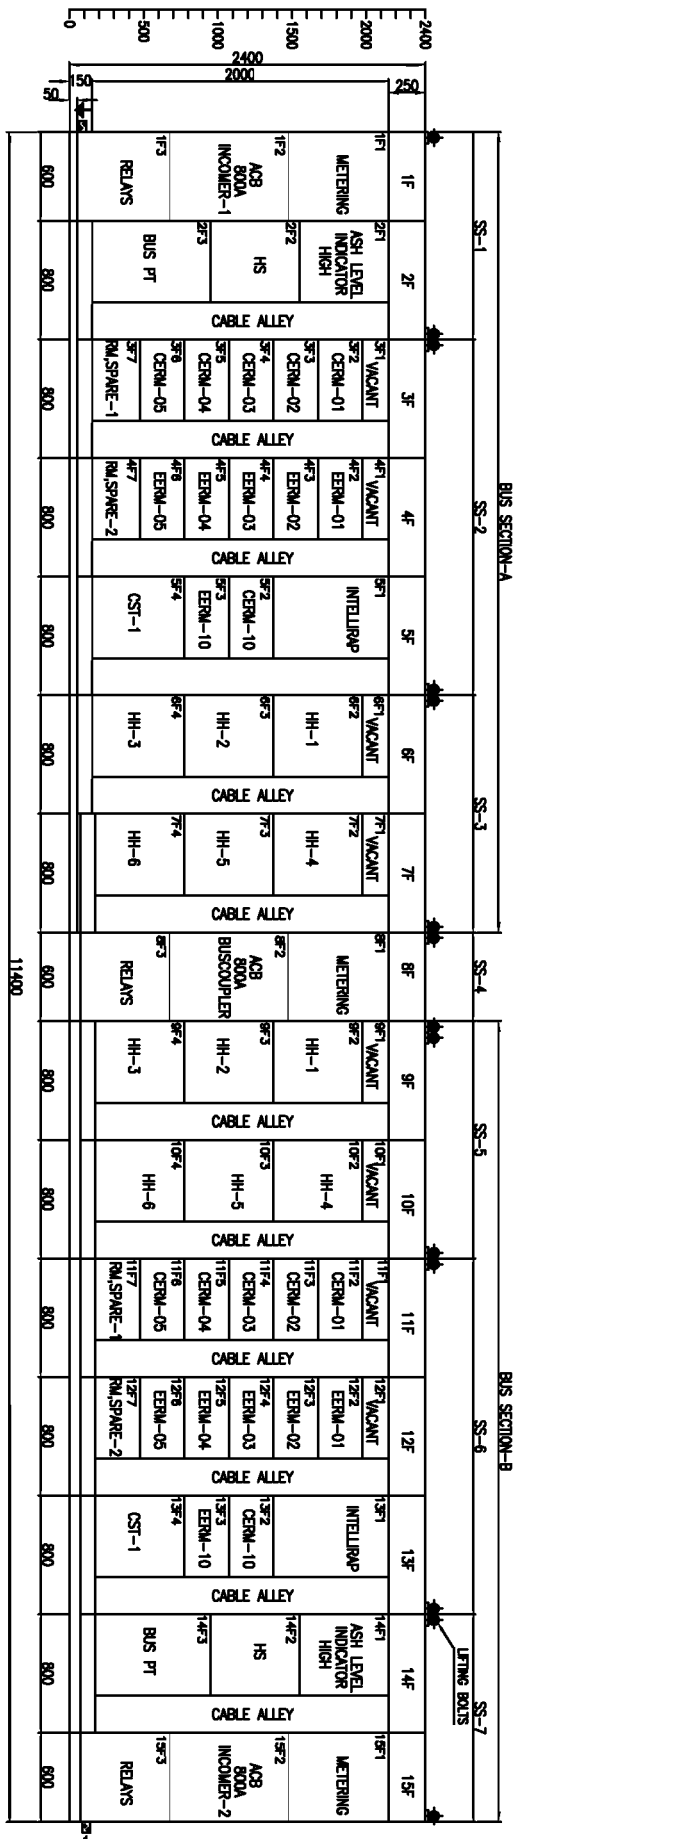 BUS SECTION-A
BUS SECTION-B
SS-1
SS-2
SS-3
SS-4
SS-5
SS-6
SS-7
LIFTING BOLTS
2400
2000
1500
1000
500
0
2400
2000
250
150
50
1F
1F1
METERING
1F2
ACB
800A
INCOMER-1
1F3
RELAYS
600
2F
2F1
ASH LEVEL
INDICATOR
HIGH
2F2
HS
2F3
BUS PT
CABLE ALLEY
800
3F
3F1
VACANT
3F2
CERM-01
3F3
CERM-02
3F4
CERM-03
3F5
CERM-04
3F6
CERM-05
3F7
RM,SPARE-1
CABLE ALLEY
800
4F
4F1
VACANT
4F2
EERM-01
4F3
EERM-02
4F4
EERM-03
4F5
EERM-04
4F6
EERM-05
4F7
RM,SPARE-2
CABLE ALLEY
800
5F
5F1
INTELLIRAP
5F2
CERM-10
5F3
EERM-10
5F4
CST-1
800
6F
6F1
VACANT
6F2
HH-1
6F3
HH-2
6F4
HH-3
CABLE ALLEY
800
7F
7F1
VACANT
7F2
HH-4
7F3
HH-5
7F4
HH-6
CABLE ALLEY
800
8F
8F1
METERING
8F2
ACB
800A
BUSCOUPLER
8F3
RELAYS
600
9F
9F1
VACANT
9F2
HH-1
9F3
HH-2
9F4
HH-3
CABLE ALLEY
800
10F
10F1
VACANT
10F2
HH-4
10F3
HH-5
10F4
HH-6
CABLE ALLEY
800
11F
11F1
VACANT
11F2
CERM-01
11F3
CERM-02
11F4
CERM-03
11F5
CERM-04
11F6
CERM-05
11F7
RM,SPARE-1
CABLE ALLEY
800
12F
12F1
VACANT
12F2
EERM-01
12F3
EERM-02
12F4
EERM-03
12F5
EERM-04
12F6
EERM-05
12F7
RM,SPARE-2
CABLE ALLEY
800
13F
13F1
INTELLIRAP
13F2
CERM-10
13F3
EERM-10
13F4
CST-1
CABLE ALLEY
800
14F
14F1
ASH LEVEL
INDICATOR
HIGH
14F2
HS
14F3
BUS PT
CABLE ALLEY
800
15F
15F1
METERING
15F2
ACB
800A
INCOMER-2
15F3
RELAYS
600
11400